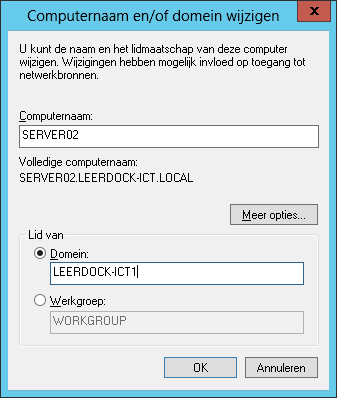 Computernaam en/of domein wijzigen
x
U kunt de naam en het lidmaatschap van deze computer
wijzigen. Wijzigingen hebben mogelijk invloed op toegang tot
netwerkbronnen.
Computernaam:
SERVER02
Volledige computernaam:
SERVER02.LEERDOCK-ICT.LOCAL
Meer opties...
Lid van
Domein:
LEERDOCK-ICT1
Werkgroep:
WORKGROUP
OK Annuleren